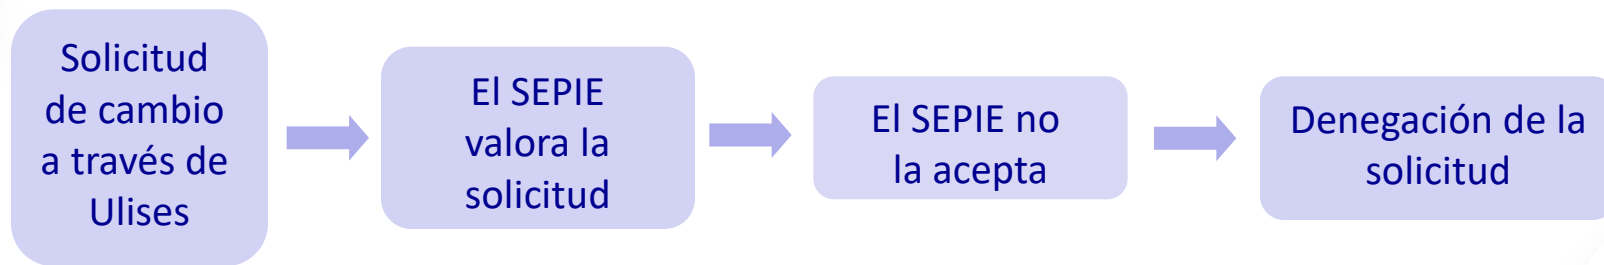 Solicitud
de cambio
a través de
Ulises
El SEPIE
valora la
solicitud
El SEPIE no
la acepta
Denegación de la
solicitud